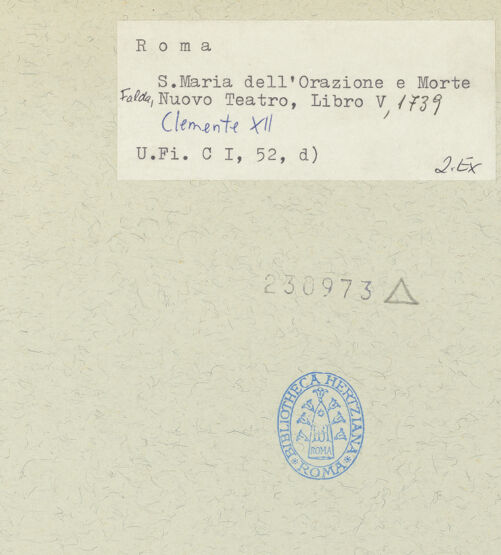 Roma
S.Maria dell'Orazione e Morte
Falda, Nuovo Teatro, Libro V, 1739
Clemente XII
U.Fi. C I, 52, d)
2. Ex
230973
BIBLIOTHECA HERTZIANA
ROMA
ROMA